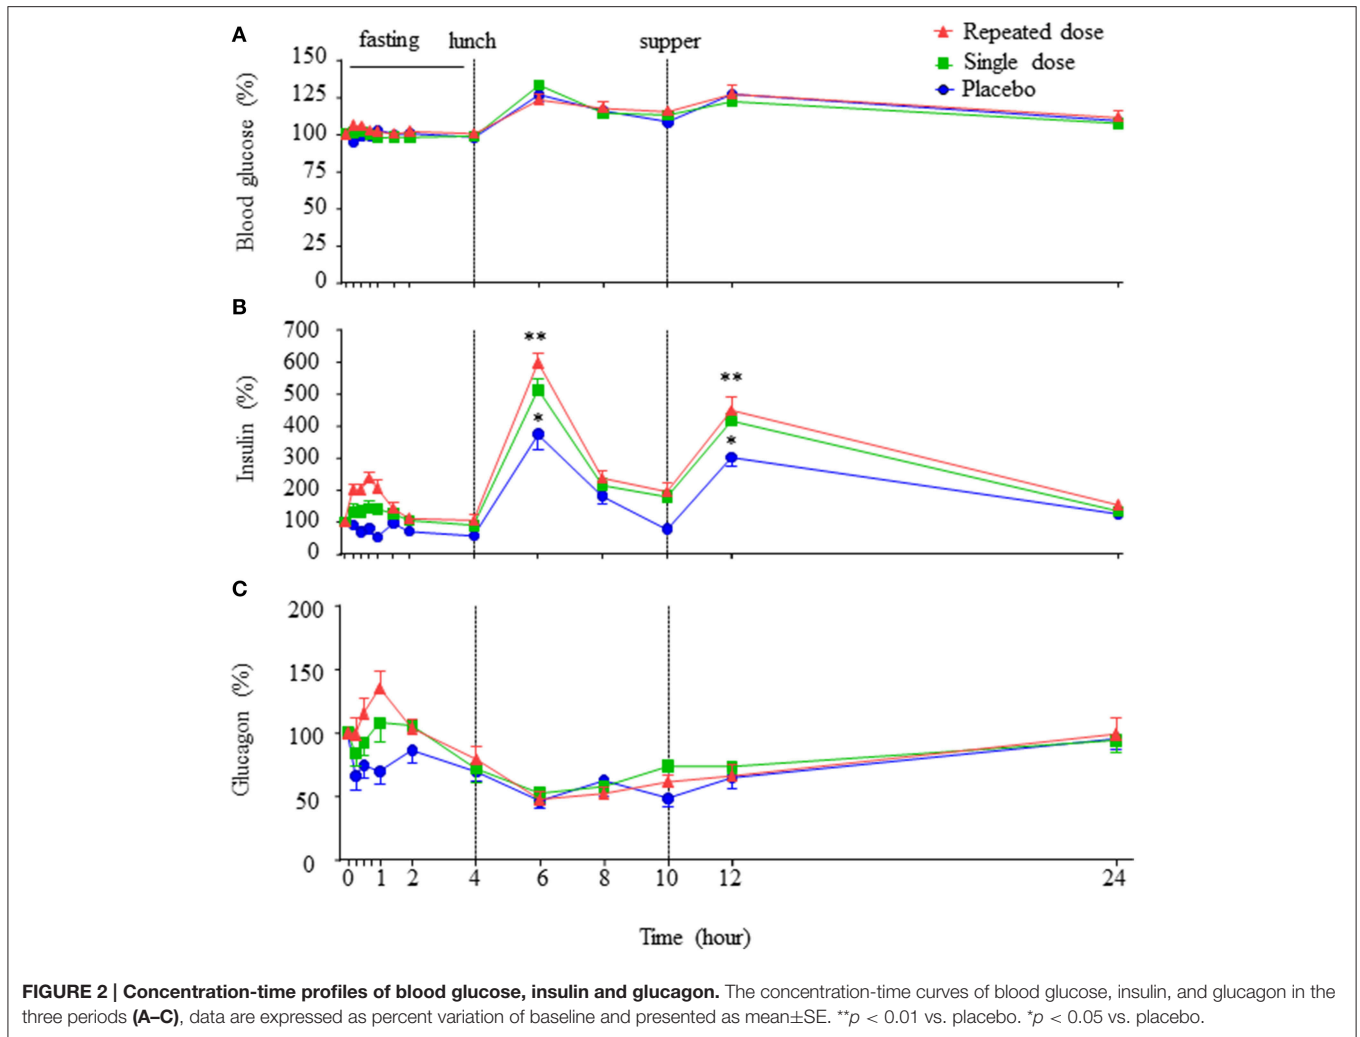 A
fasting lunch supper
Repeated dose
Single dose
Placebo
Blood glucose (%)
150
125
100
75
50
25
0
B
Insulin (%)
700
600
500
400
300
200
100
0
**
*
**
*
C
Glucagon (%)
200
150
100
50
0
0 1 2 4 6 8 10 12 24
Time (hour)
FIGURE 2 | Concentration-time profiles of blood glucose, insulin and glucagon. The concentration-time curves of blood glucose, insulin, and glucagon in the
three periods (A–C), data are expressed as percent variation of baseline and presented as mean±SE. **p < 0.01 vs. placebo. *p < 0.05 vs. placebo.